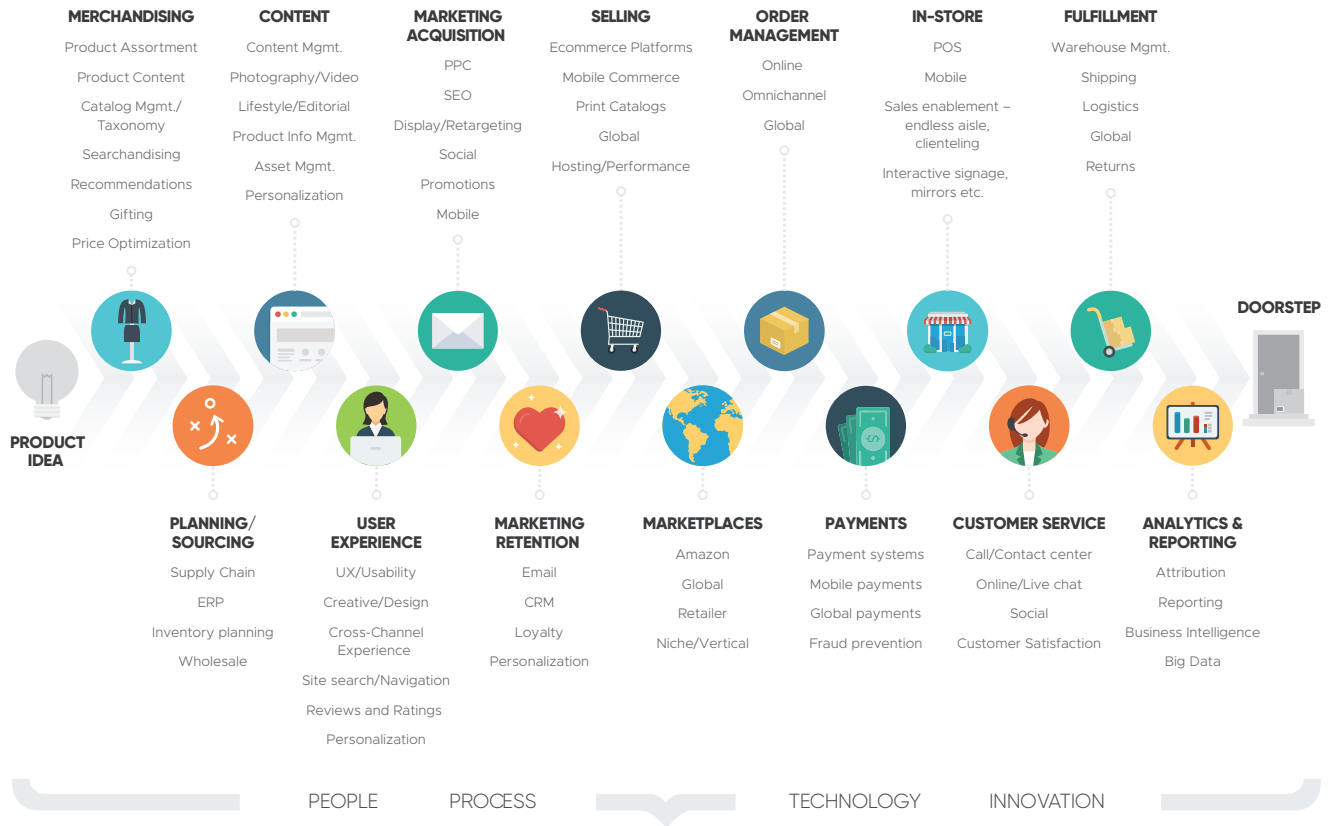 MERCHANDISING
Product Assortment
Product Content
Catalog Mgmt./
Taxonomy
Searchandising
Recommendations
Gifting
Price Optimization
CONTENT
Content Mgmt.
Photography/Video
Lifestyle/Editorial
Product Info Mgmt.
Asset Mgmt.
Personalization
MARKETING
ACQUISITION
PPC
SEO
Display/Retargeting
Social
Promotions
Mobile
SELLING
Ecommerce Platforms
Mobile Commerce
Print Catalogs
Global
Hosting/Performance
ORDER
MANAGEMENT
Online
Omnichannel
Global
IN-STORE
POS
Mobile
Sales enablement –
endless aisle,
clienteling
Interactive signage,
mirrors etc.
FULFILLMENT
Warehouse Mgmt.
Shipping
Logistics
Global
Returns
DOORSTEP
PRODUCT
IDEA
PLANNING/
SOURCING
Supply Chain
ERP
Inventory planning
Wholesale
USER
EXPERIENCE
UX/Usability
Creative/Design
Cross-Channel
Experience
Site search/Navigation
Reviews and Ratings
Personalization
MARKETING
RETENTION
Email
CRM
Loyalty
Personalization
MARKETPLACES
Amazon
Global
Retailer
Niche/Vertical
PAYMENTS
Payment systems
Mobile payments
Global payments
Fraud prevention
CUSTOMER SERVICE
Call/Contact center
Online/Live chat
Social
Customer Satisfaction
ANALYTICS &
REPORTING
Attribution
Reporting
Business Intelligence
Big Data
PEOPLE
PROCESS
TECHNOLOGY
INNOVATION